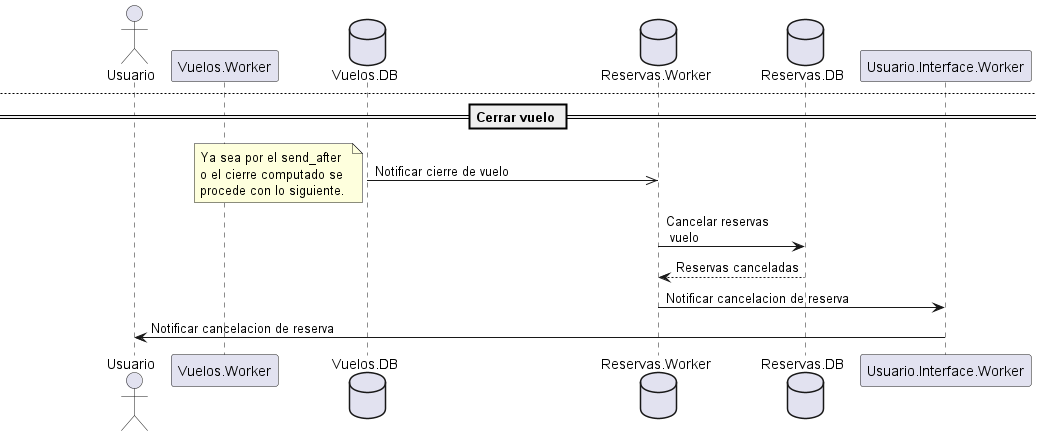 Usuario
Vuelos.Worker
Vuelos.DB
Reservas.Worker
Reservas.DB
Usuario.Interface.Worker
Cerrar vuelo
Ya sea por el send_after
o el cierre computado se
procede con lo siguiente.
Notificar cierre de vuelo
Cancelar reservas
vuelo
Reservas canceladas
Notificar cancelacion de reserva
Notificar cancelacion de reserva
Usuario
Vuelos.Worker
Vuelos.DB
Reservas.Worker
Reservas.DB
Usuario.Interface.Worker